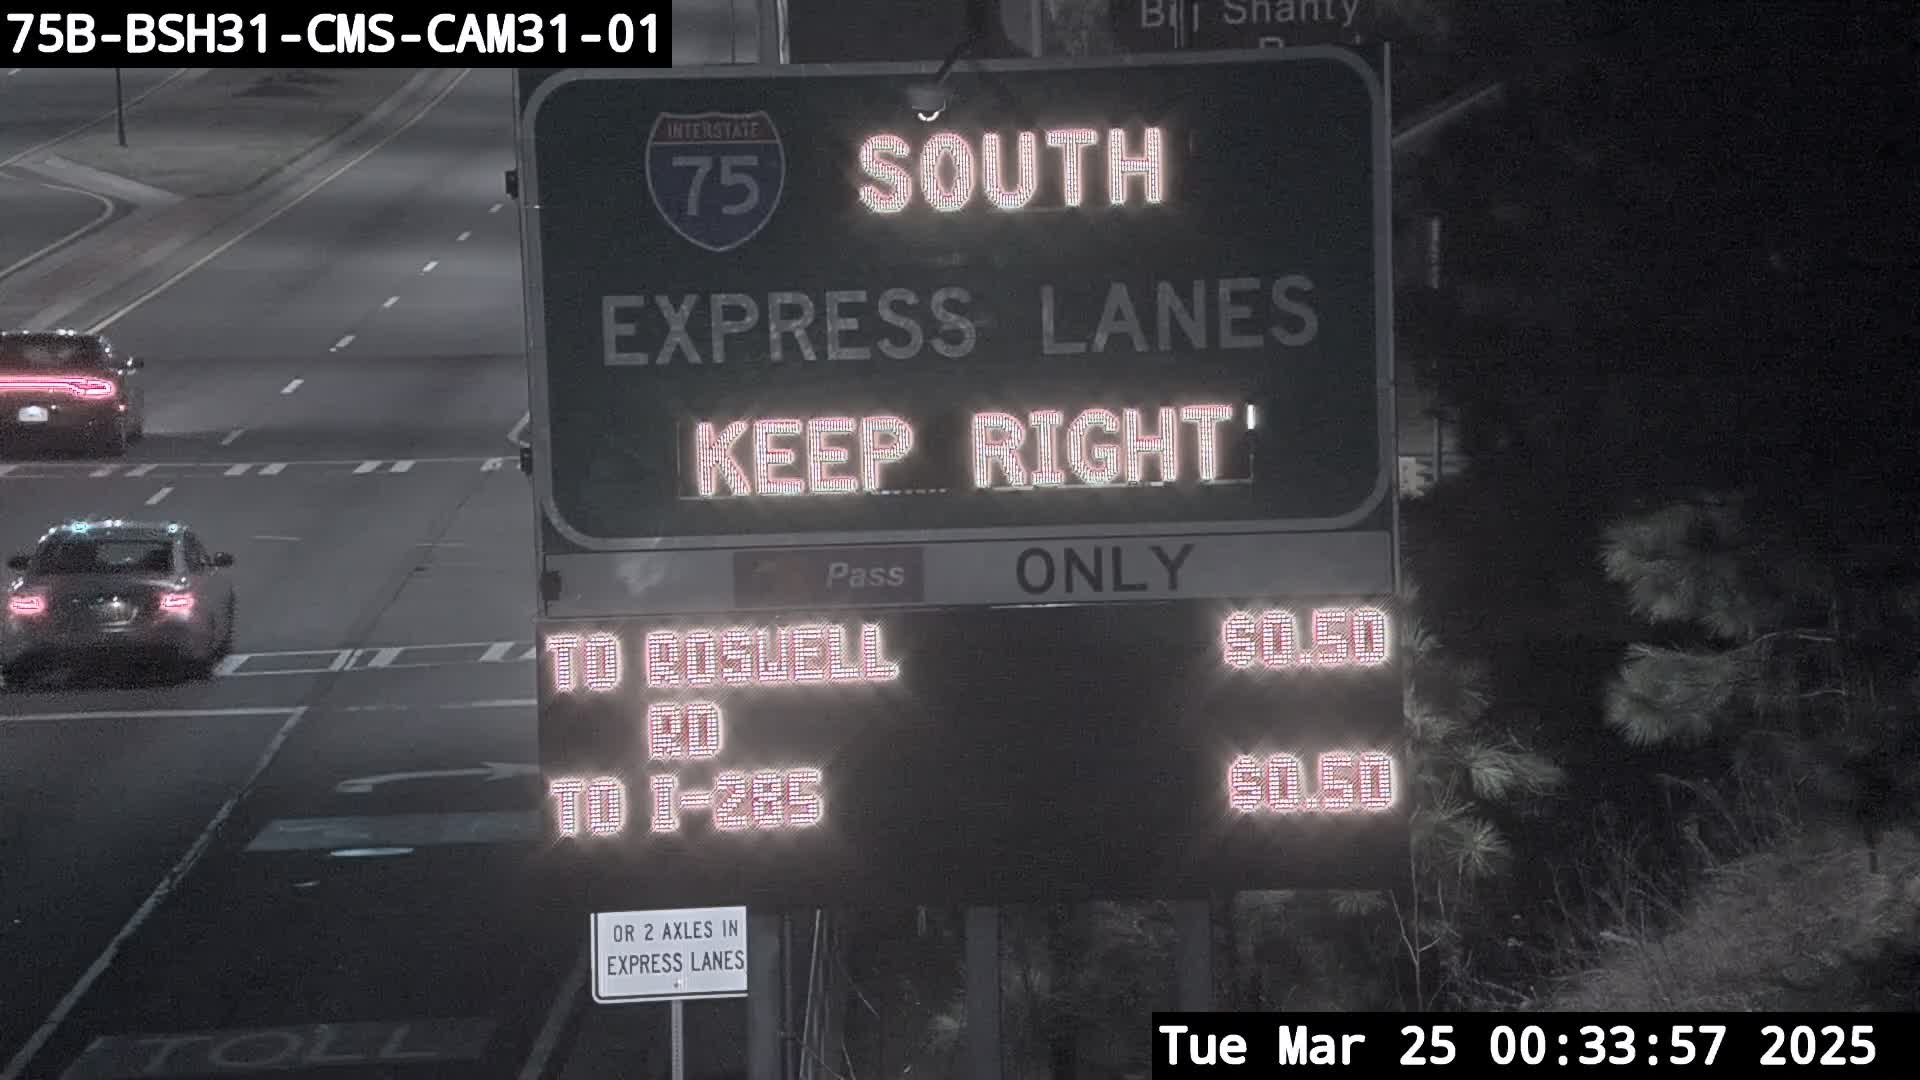 75B-BSH31-CMS-CAM31-01
Shanty
INTERSTATE
75
SOUTH
EXPRESS LANES
KEEP RIGHT
Pass ONLY
TO ROSWELL $0.50
RD
TO I-285 $0.50
OR 2 AXLES IN
EXPRESS LANES
TOLL
Tue Mar 25 00:33:57 2025